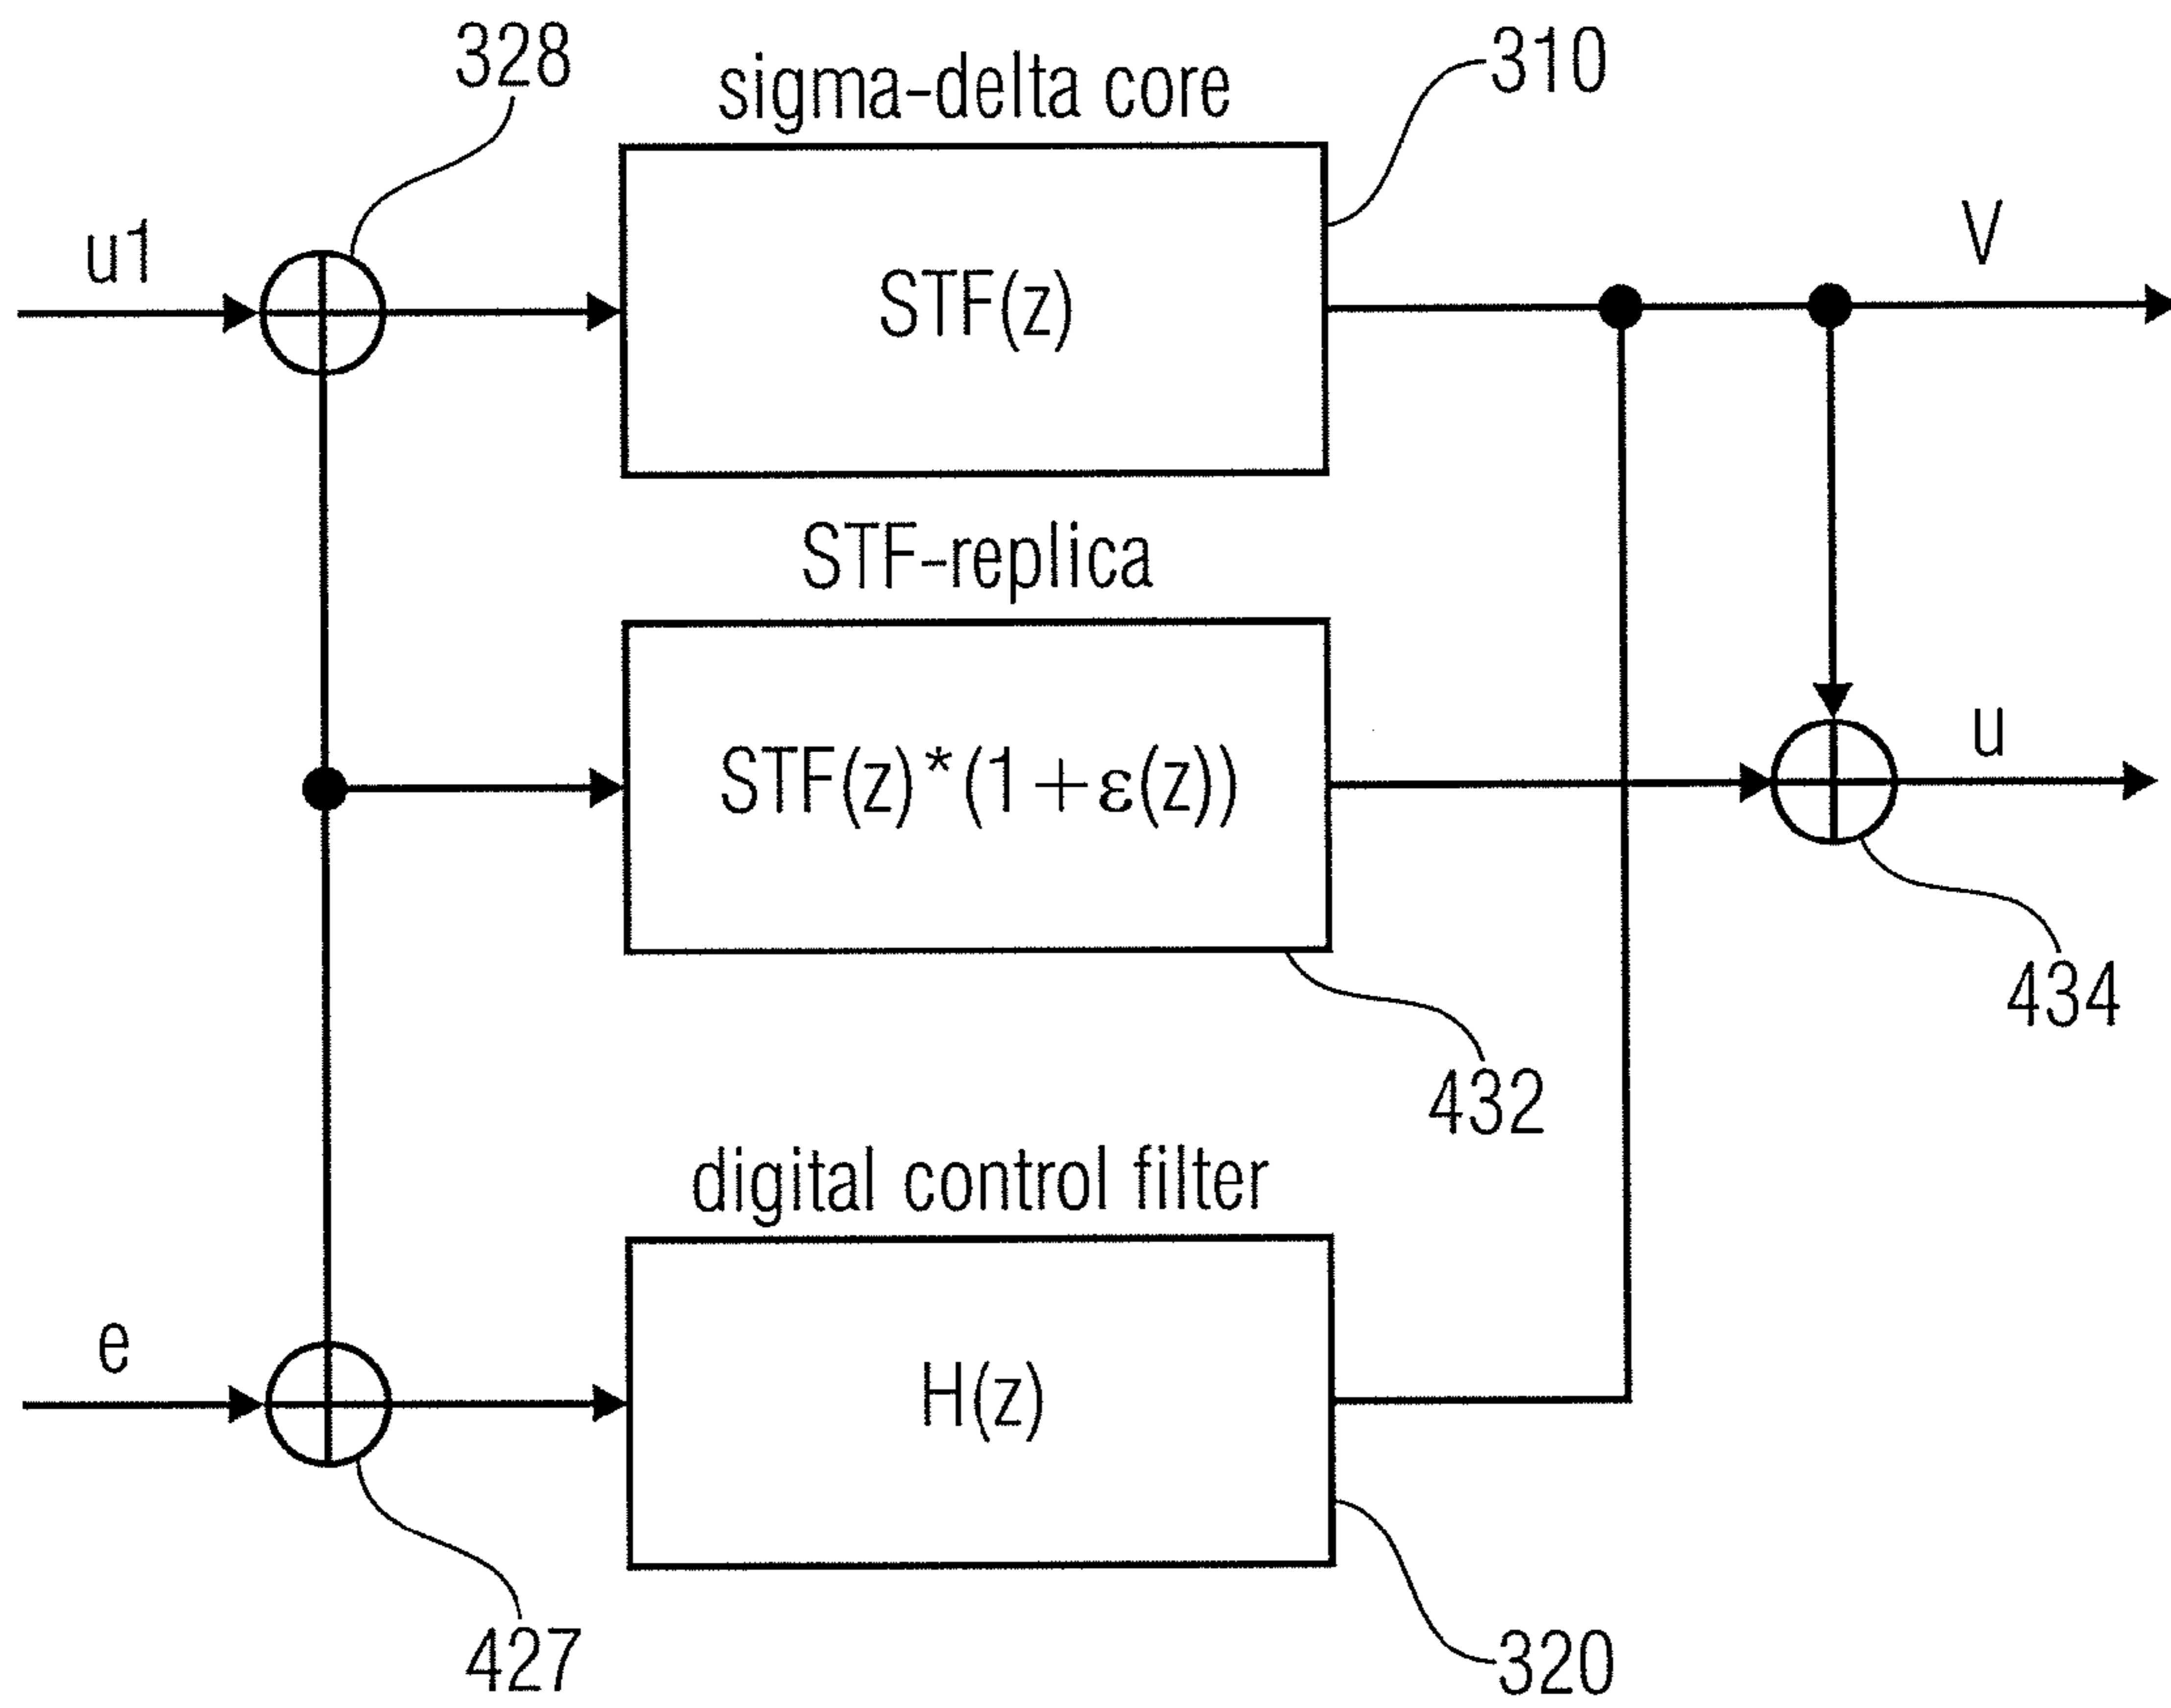 328
sigma-delta core
310
u1
STF(z)
V
STF-replica
STF(z)*(1+ε(z))
u
434
432
digital control filter
e
H(z)
427
320